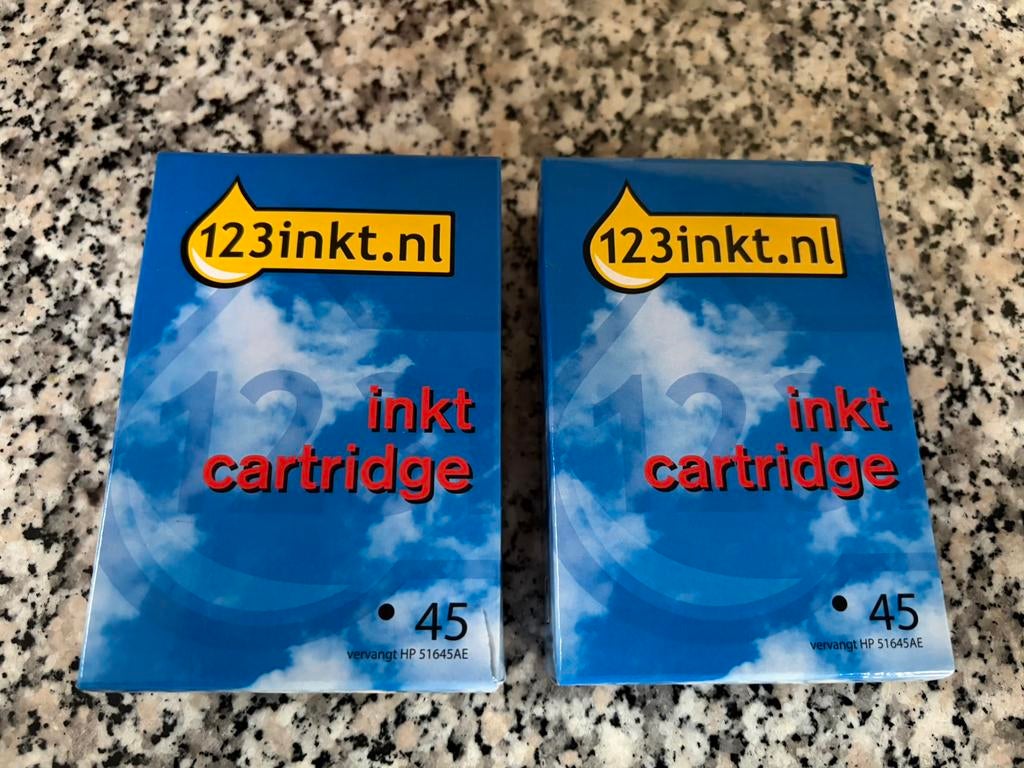 123inkt.nl
inkt
cartridge
45
vervangt HP 51645AE
123inkt.nl
inkt
cartridge
45
vervangt HP 51645AE